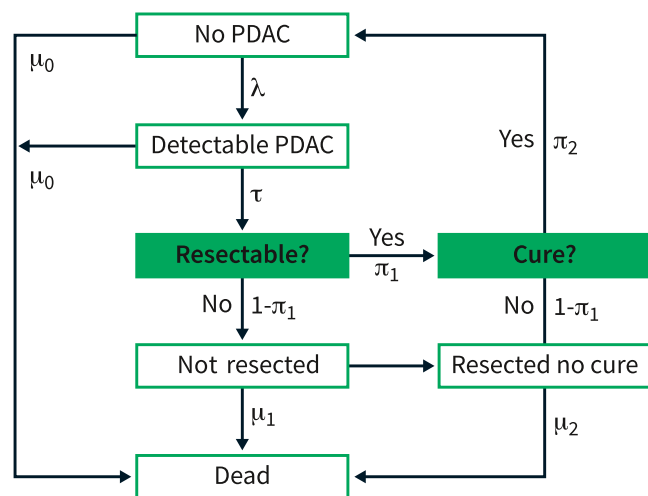 No PDAC
μ0
λ
Detectable PDAC
Yes π2
μ0
τ
Resectable?
Yes
π1
Cure?
No 1-π1
No 1-π1
Not resected
Resected no cure
μ1
μ2
Dead